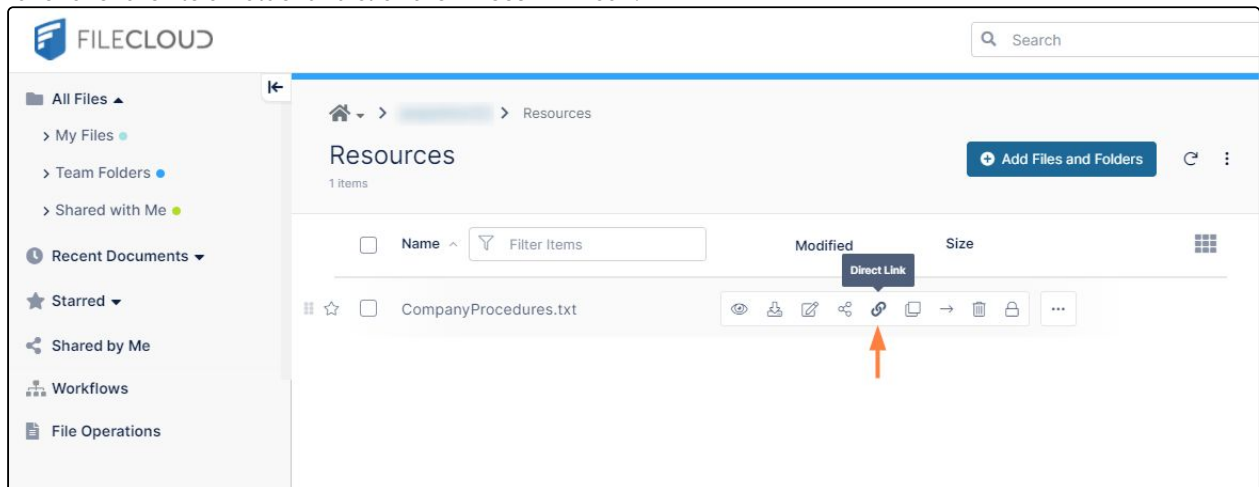 FILECLOUD
Search
All Files
My Files
Team Folders
Shared with Me
Recent Documents
Starred
Shared by Me
Workflows
File Operations
Resources
Resources
1 items
Add Files and Folders
Name
Filter Items
Modified
Size
Direct Link
CompanyProcedures.txt